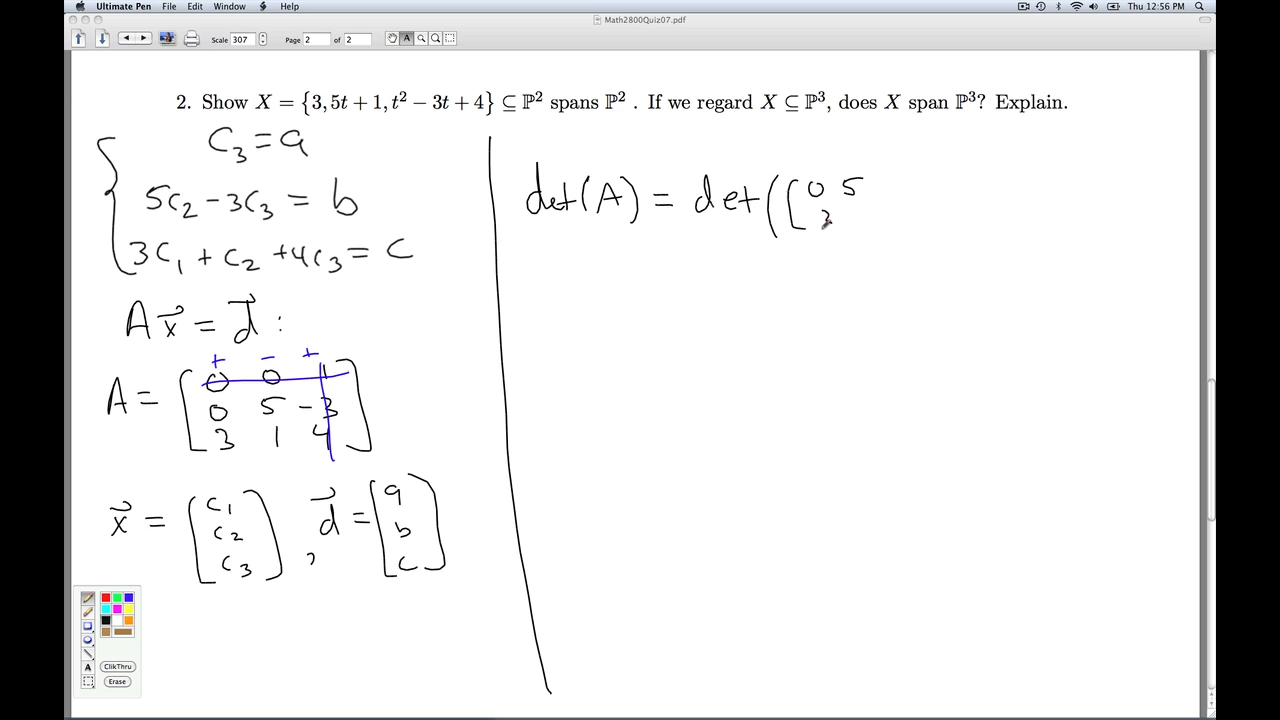 Ultimate Pen File Edit Window Help Thu 12:56 PM
Math2800Quiz07.pdf
Scale 307 Page 2 of 2 A
2. Show X = {3, 5t + 1, t² − 3t + 4} ⊆ ℙ² spans ℙ² . If we regard X ⊆ ℙ³, does X span ℙ³? Explain.
c₃ = a
5c₂ − 3c₃ = b
3c₁ + c₂ + 4c₃ = c
Ax⃗ = d⃗ :
+ − +
A = [ 0 0 1
0 5 −3
3 1 4 ]
x⃗ = [ c₁
c₂
c₃ ] , d⃗ = [ a
b
c ]
det(A) = det([ 0 5
3
A ClikThru
Erase